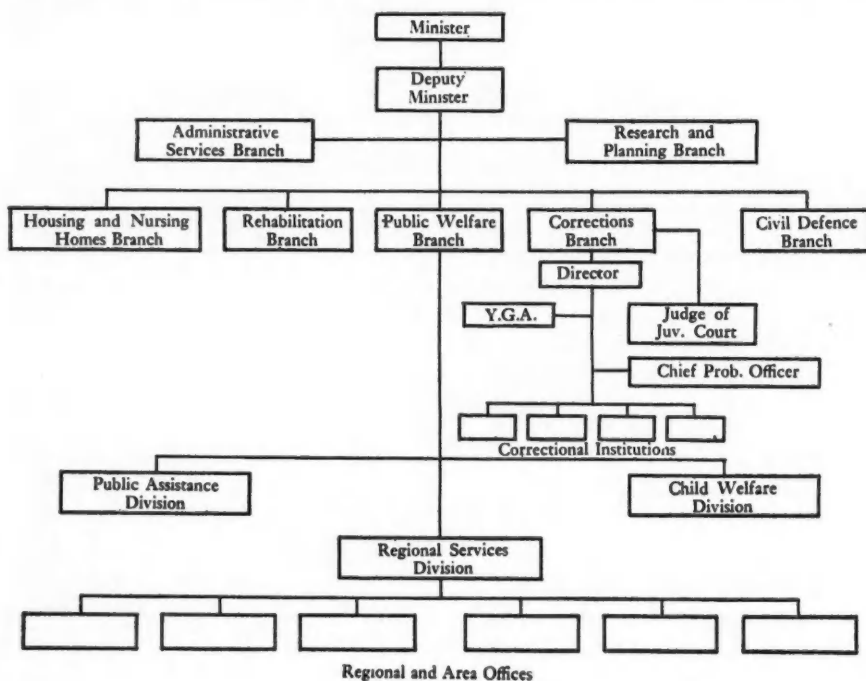 Minister
Deputy
Minister
Administrative
Services Branch
Research and
Planning Branch
Housing and Nursing
Homes Branch
Rehabilitation
Branch
Public Welfare
Branch
Corrections
Branch
Civil Defence
Branch
Director
Y.G.A.
Judge of
Juv. Court
Chief Prob. Officer
Correctional Institutions
Public Assistance
Division
Child Welfare
Division
Regional Services
Division
Regional and Area Offices